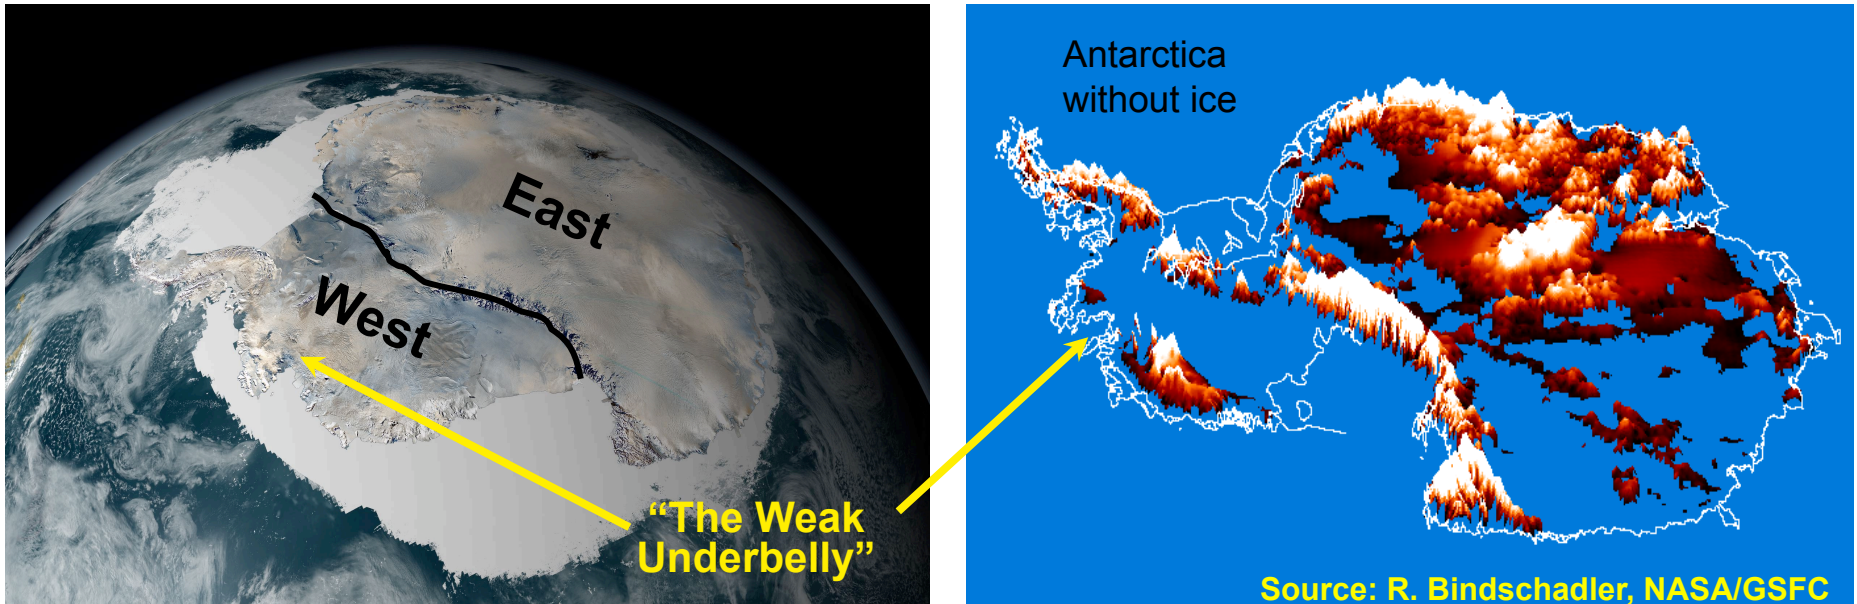 East
West
“The Weak
Underbelly”
Antarctica
without ice
Source: R. Bindschadler, NASA/GSFC